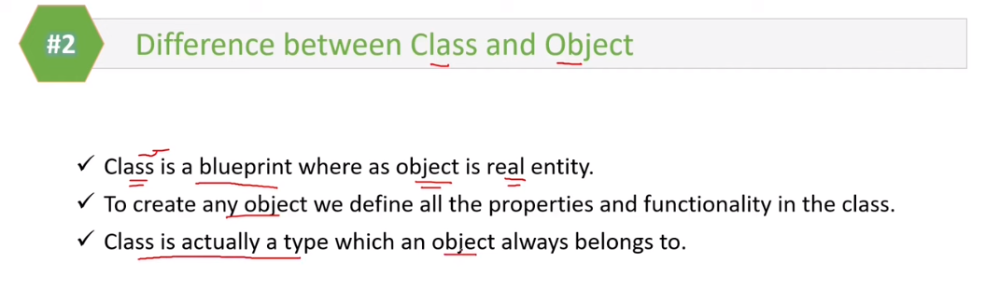 #2
Difference between Class and Object
✓ Class is a blueprint where as object is real entity.
✓ To create any object we define all the properties and functionality in the class.
✓ Class is actually a type which an object always belongs to.